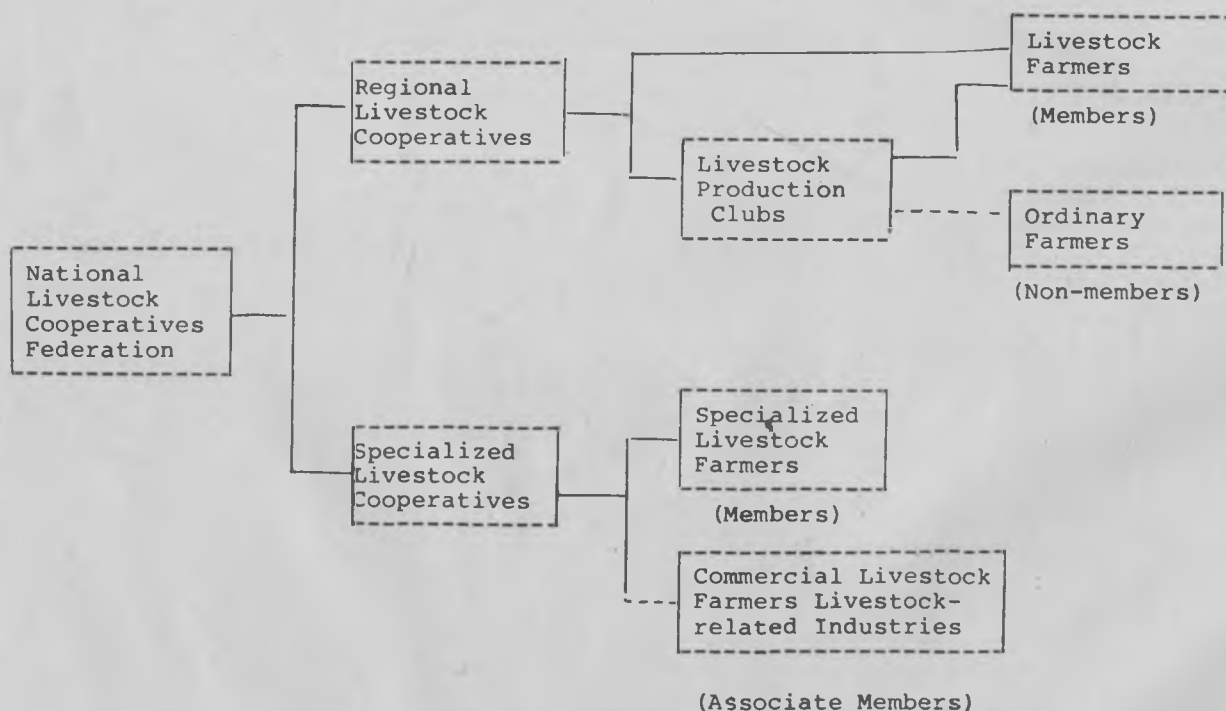 National
Livestock
Cooperatives
Federation
Regional
Livestock
Cooperatives
Livestock
Production
Clubs
Livestock
Farmers
(Members)
Ordinary
Farmers
(Non-members)
Specialized
Livestock
Cooperatives
Specialized
Livestock
Farmers
(Members)
Commercial Livestock
Farmers Livestock-
related Industries
(Associate Members)